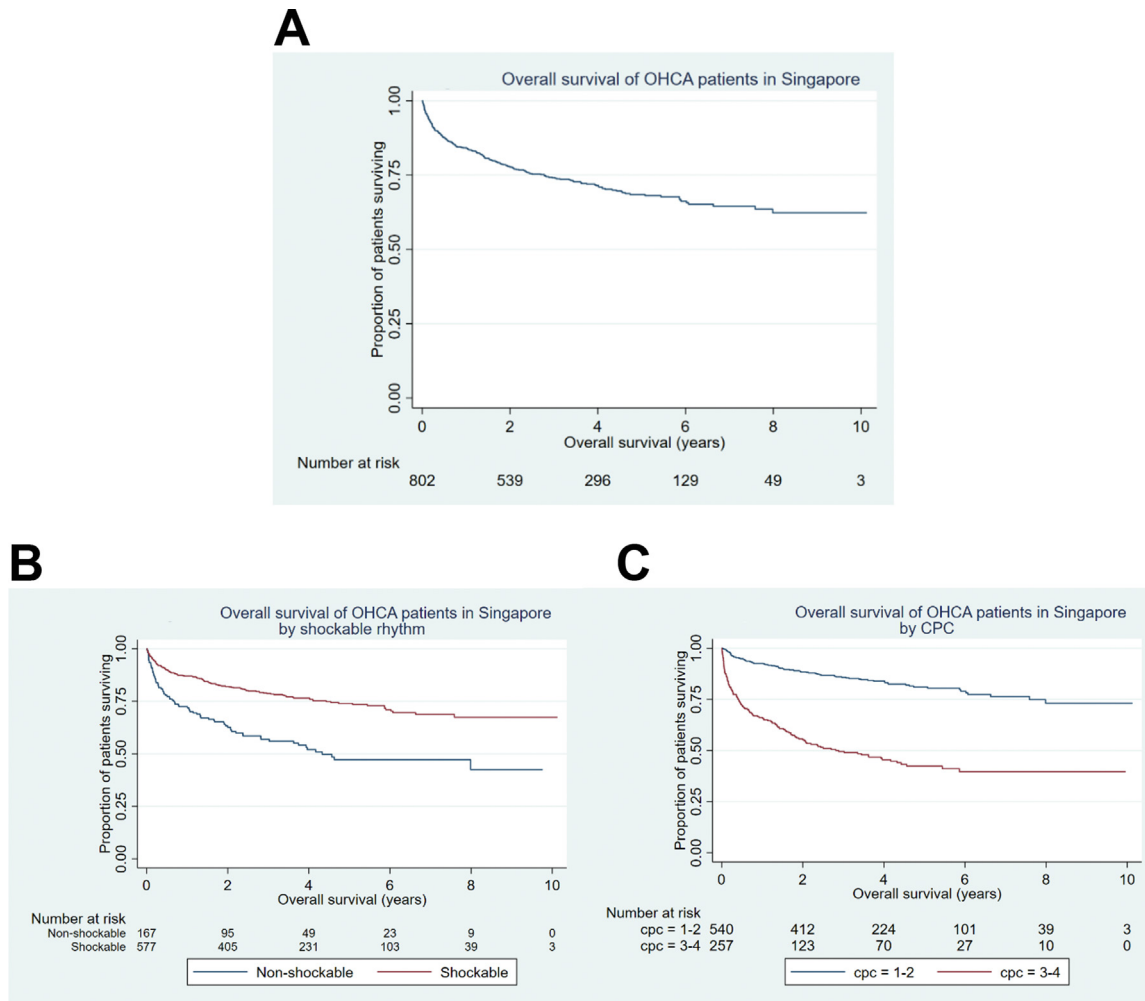 A
Overall survival of OHCA patients in Singapore
Proportion of patients surviving
1.00
0.75
0.50
0.25
0.00
0 2 4 6 8 10
Overall survival (years)
Number at risk
802 539 296 129 49 3
B
Overall survival of OHCA patients in Singapore
by shockable rhythm
Proportion of patients surviving
1.00
0.75
0.50
0.25
0.00
0 2 4 6 8 10
Overall survival (years)
Number at risk
Non-shockable 167 95 49 23 9 0
Shockable 577 405 231 103 39 3
Non-shockable Shockable
C
Overall survival of OHCA patients in Singapore
by CPC
Proportion of patients surviving
1.00
0.75
0.50
0.25
0.00
0 2 4 6 8 10
Overall survival (years)
Number at risk
cpc = 1-2 540 412 224 101 39 3
cpc = 3-4 257 123 70 27 10 0
cpc = 1-2 cpc = 3-4